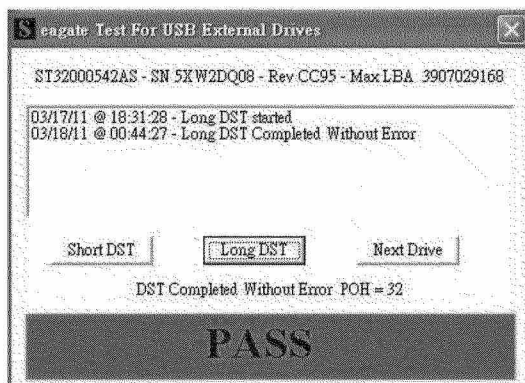 Seagate Test For USB External Drives
ST32000542AS - SN 5XW2DQ08 - Rev CC95 - Max LBA 3907029168
03/17/11 @ 18:31:28 - Long DST started
03/18/11 @ 00:44:27 - Long DST Completed Without Error
Short DST
Long DST
Next Drive
DST Completed Without Error POH = 32
PASS